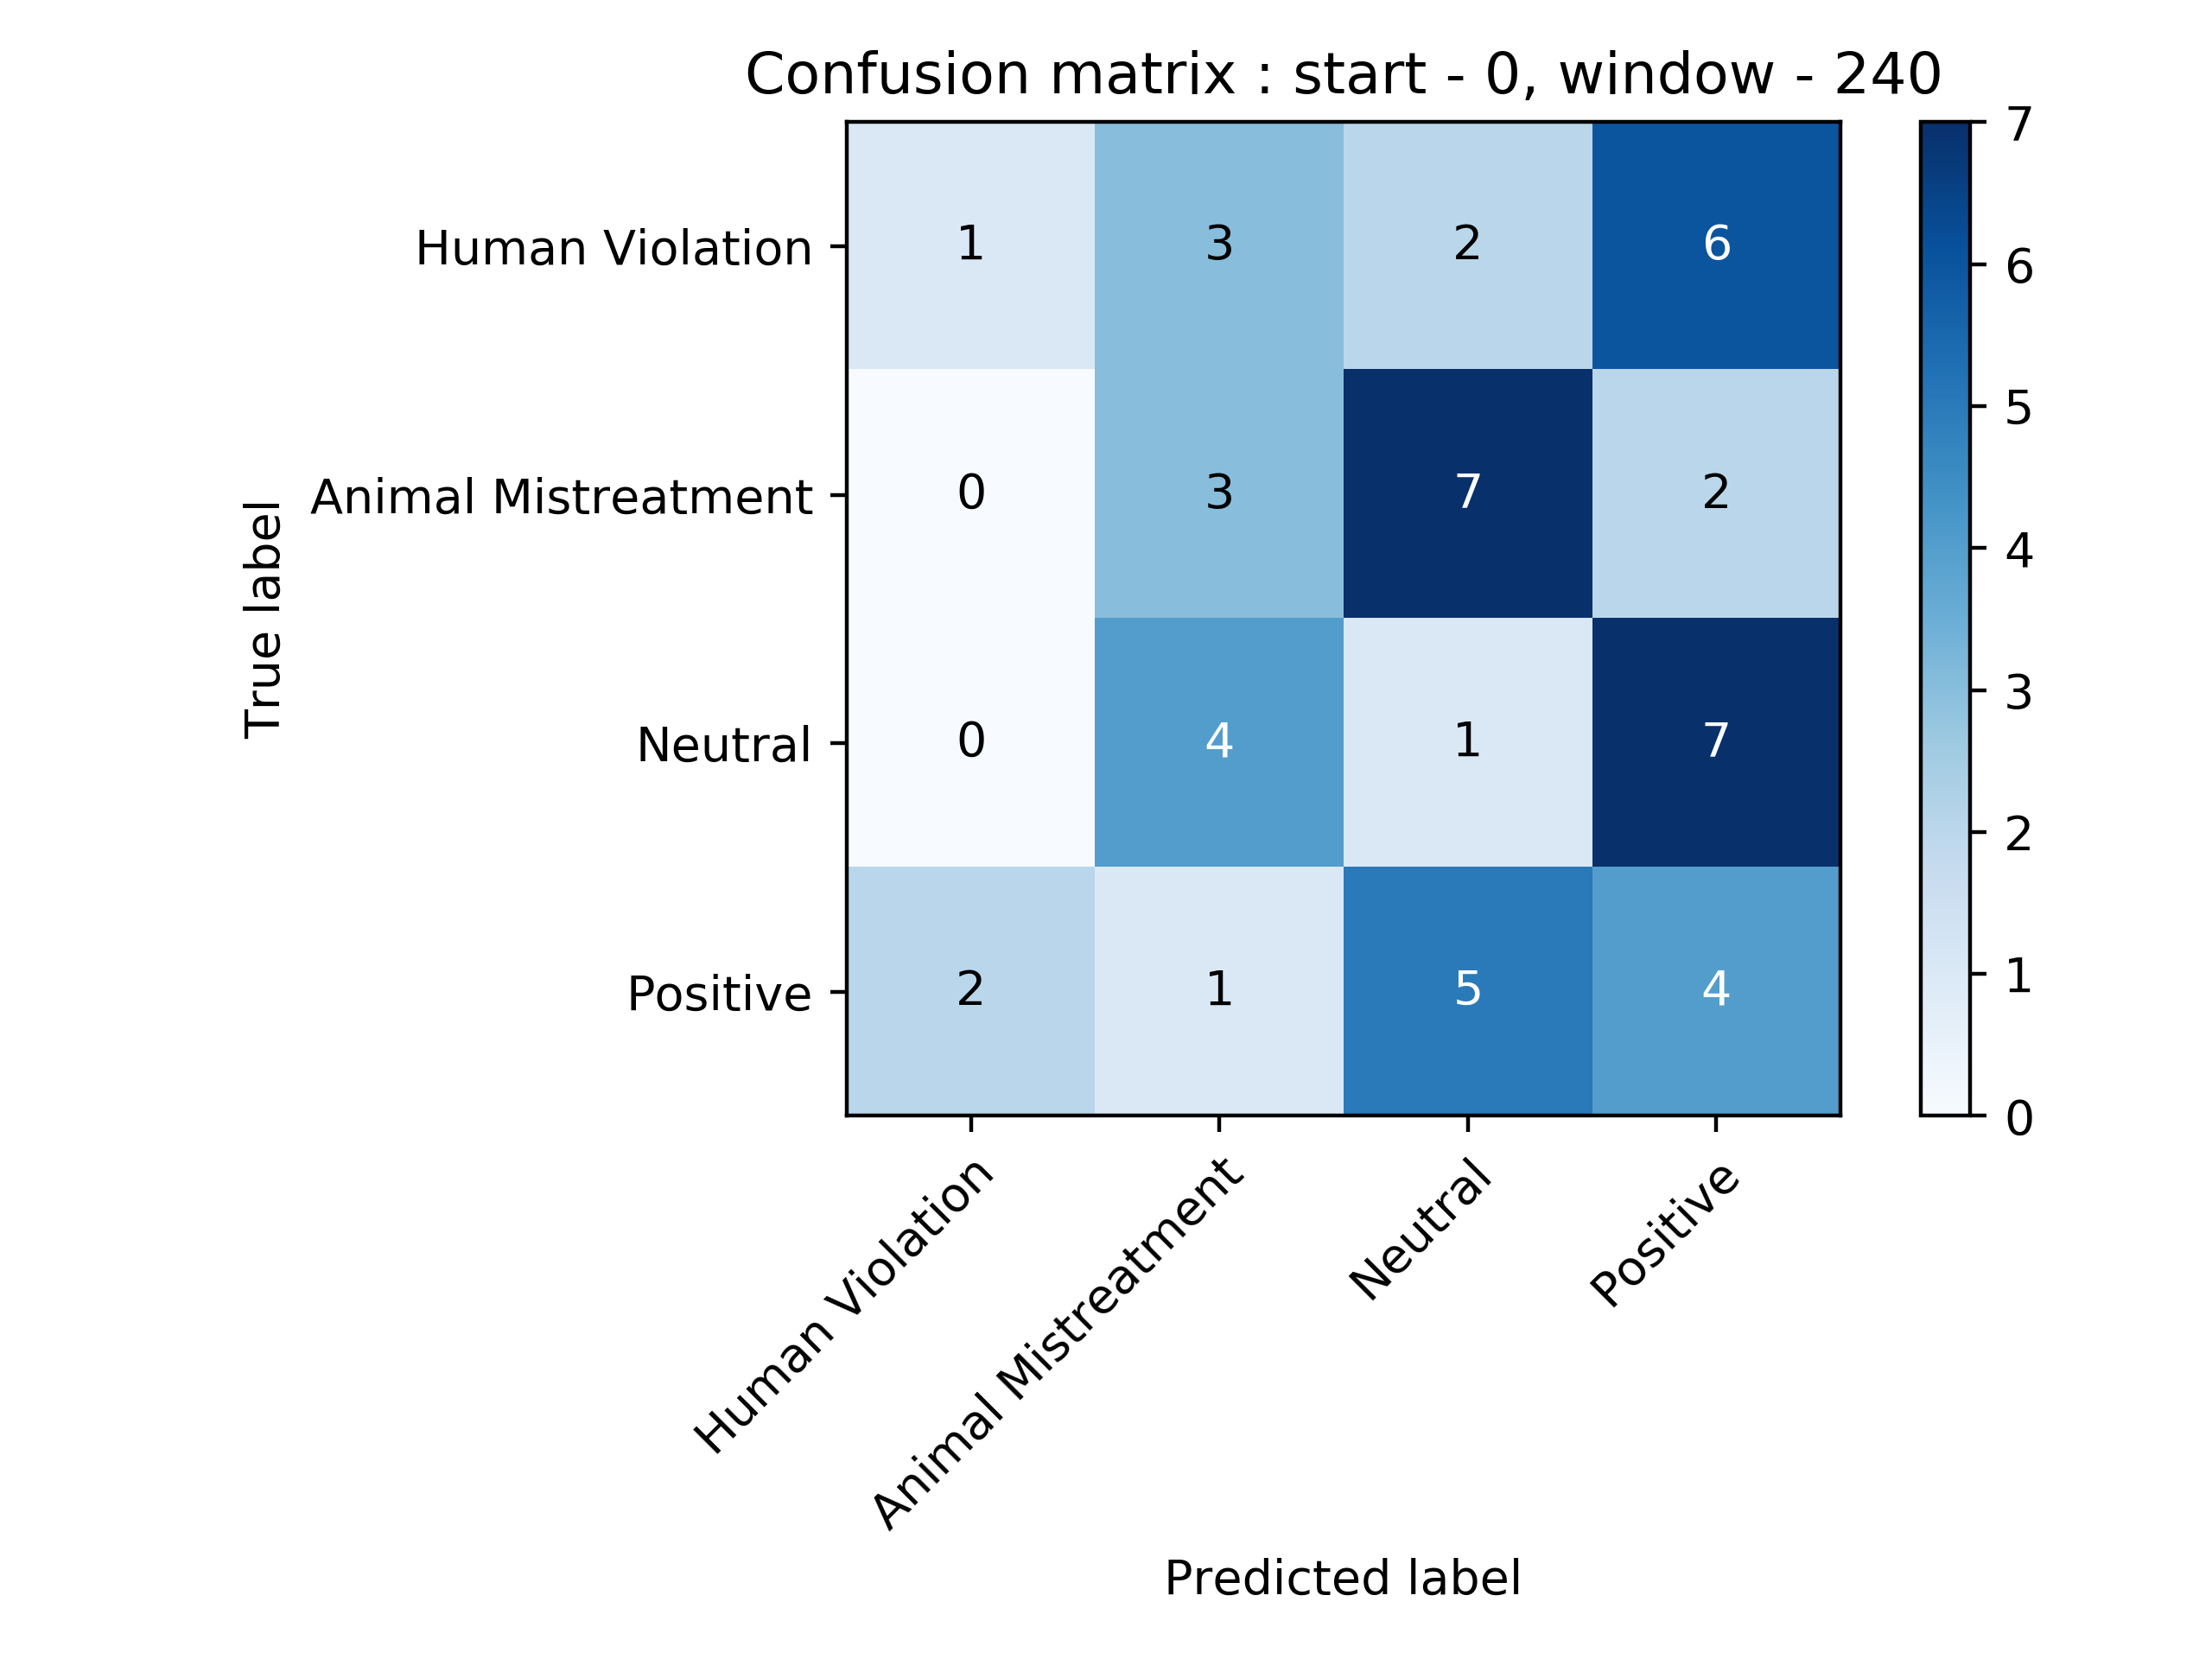 Confusion matrix : start - 0, window - 240
True label
Human Violation 1 3 2 6
Animal Mistreatment 0 3 7 2
Neutral 0 4 1 7
Positive 2 1 5 4
Human Violation
Animal Mistreatment
Neutral
Positive
Predicted label
7
6
5
4
3
2
1
0